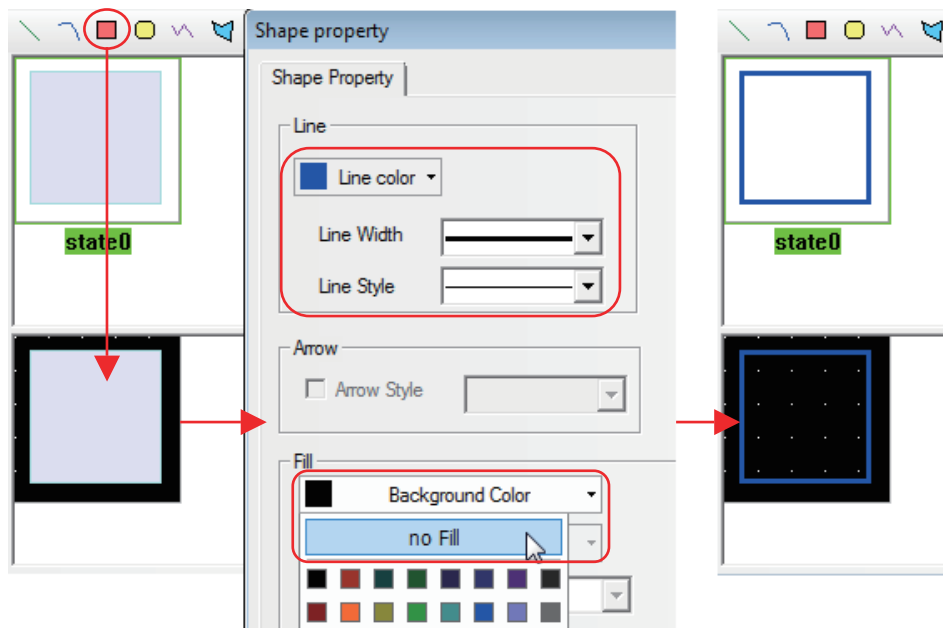 Shape property
Shape Property
Line
Line color
Line Width
Line Style
state0
state0
Arrow
Arrow Style
Fill
Background Color
no Fill